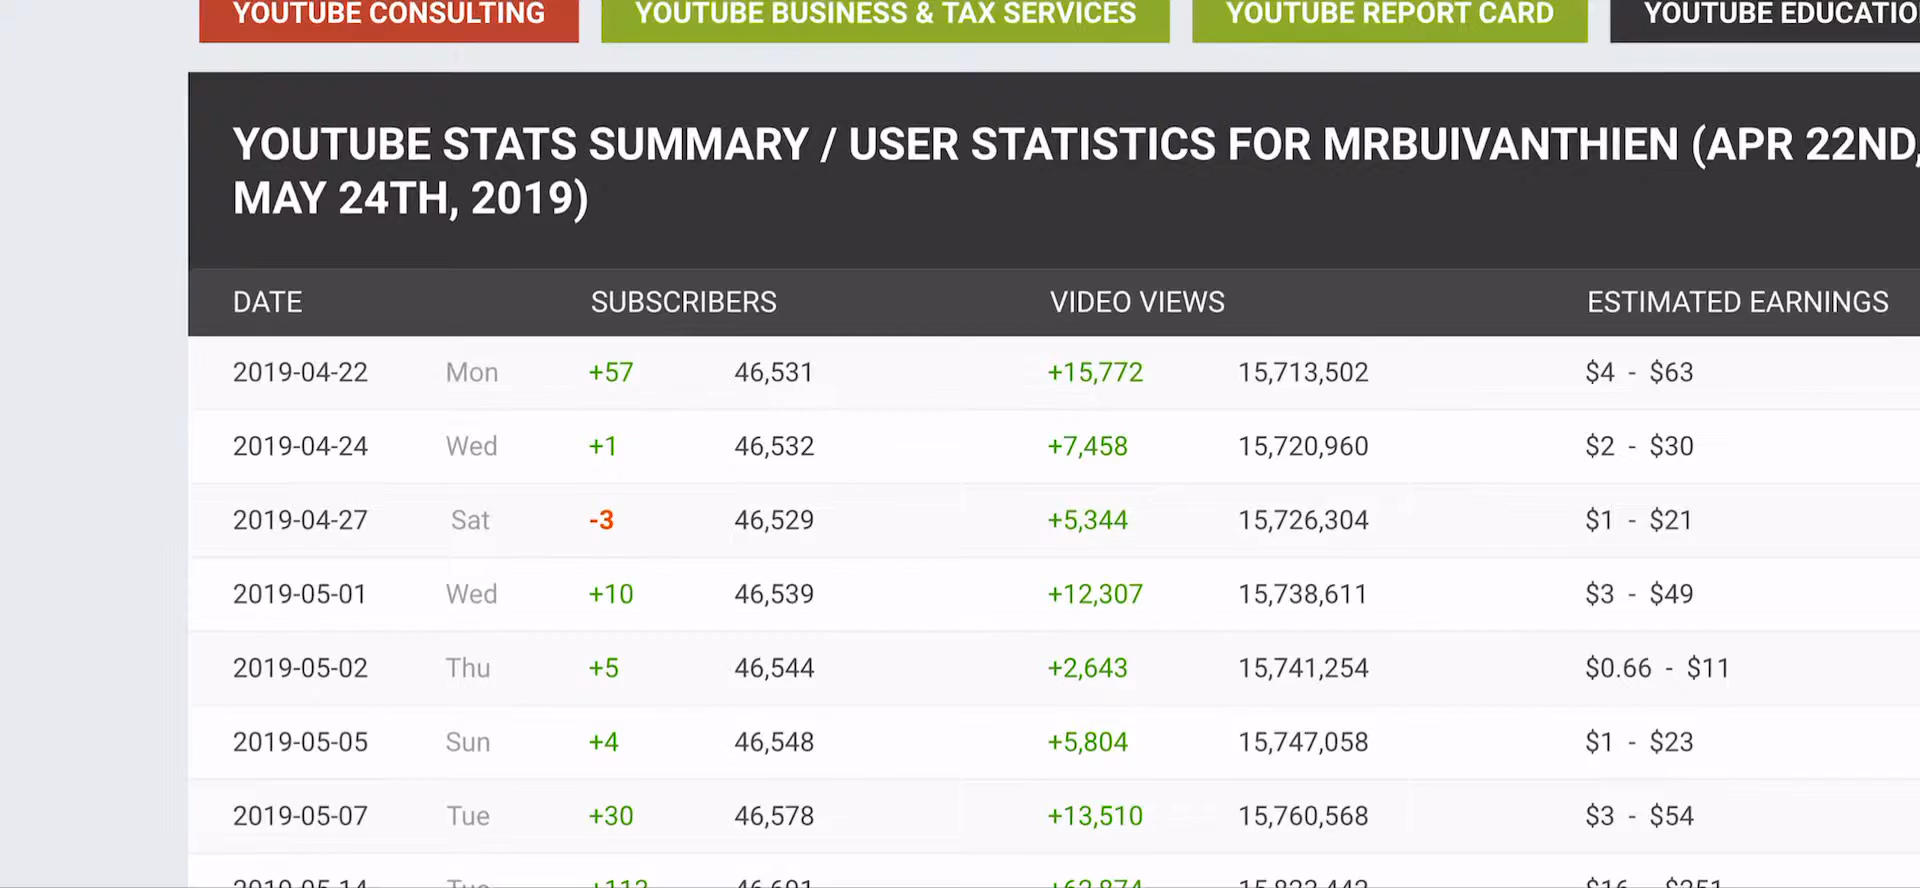 YOUTUBE CONSULTING YOUTUBE BUSINESS & TAX SERVICES YOUTUBE REPORT CARD YOUTUBE
YOUTUBE STATS SUMMARY / USER STATISTICS FOR MRBUIVANTHIEN (APR 22ND,
MAY 24TH, 2019)
DATE SUBSCRIBERS VIDEO VIEWS ESTIMATED EARNINGS
2019-04-22 Mon +57 46,531 +15,772 15,713,502 $4 - $63
2019-04-24 Wed +1 46,532 +7,458 15,720,960 $2 - $30
2019-04-27 Sat -3 46,529 +5,344 15,726,304 $1 - $21
2019-05-01 Wed +10 46,539 +12,307 15,738,611 $3 - $49
2019-05-02 Thu +5 46,544 +2,643 15,741,254 $0.66 - $11
2019-05-05 Sun +4 46,548 +5,804 15,747,058 $1 - $23
2019-05-07 Tue +30 46,578 +13,510 15,760,568 $3 - $54